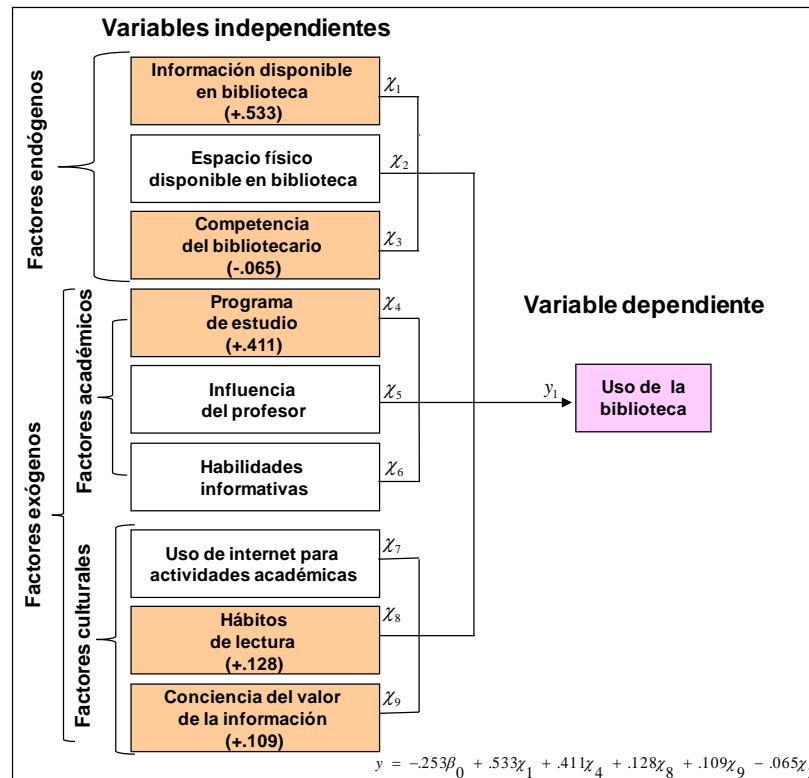 Variables independientes
Factores endógenos
Información disponible
en biblioteca
(+.533)
χ1
Espacio físico
disponible en biblioteca
χ2
Competencia
del bibliotecario
(-.065)
χ3
Factores exógenos
Factores académicos
Programa
de estudio
(+.411)
χ4
Influencia
del profesor
χ5
Habilidades
informativas
χ6
Factores culturales
Uso de internet para
actividades académicas
χ7
Hábitos
de lectura
(+.128)
χ8
Conciencia del valor
de la información
(+.109)
χ9
Variable dependiente
y1
Uso de la
biblioteca
y = -.253β0 + .533χ1 + .411χ4 + .128χ8 + .109χ9 - .065χ